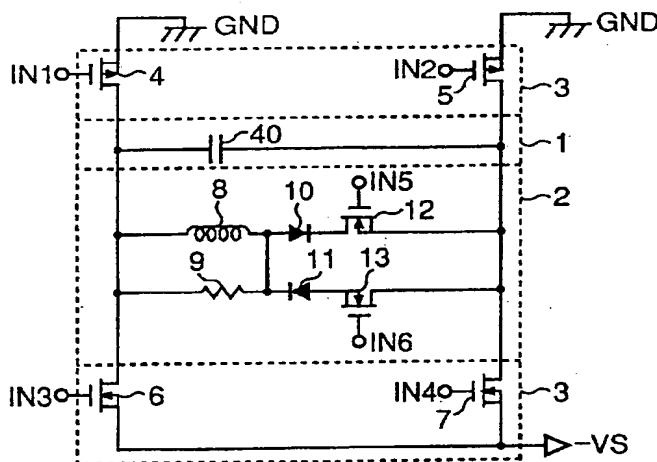 GND GND
IN1 4 IN2 5 3
40 1
IN5 2
8 10 12
9 11 13
IN6
IN3 6 IN4 7 3
-VS